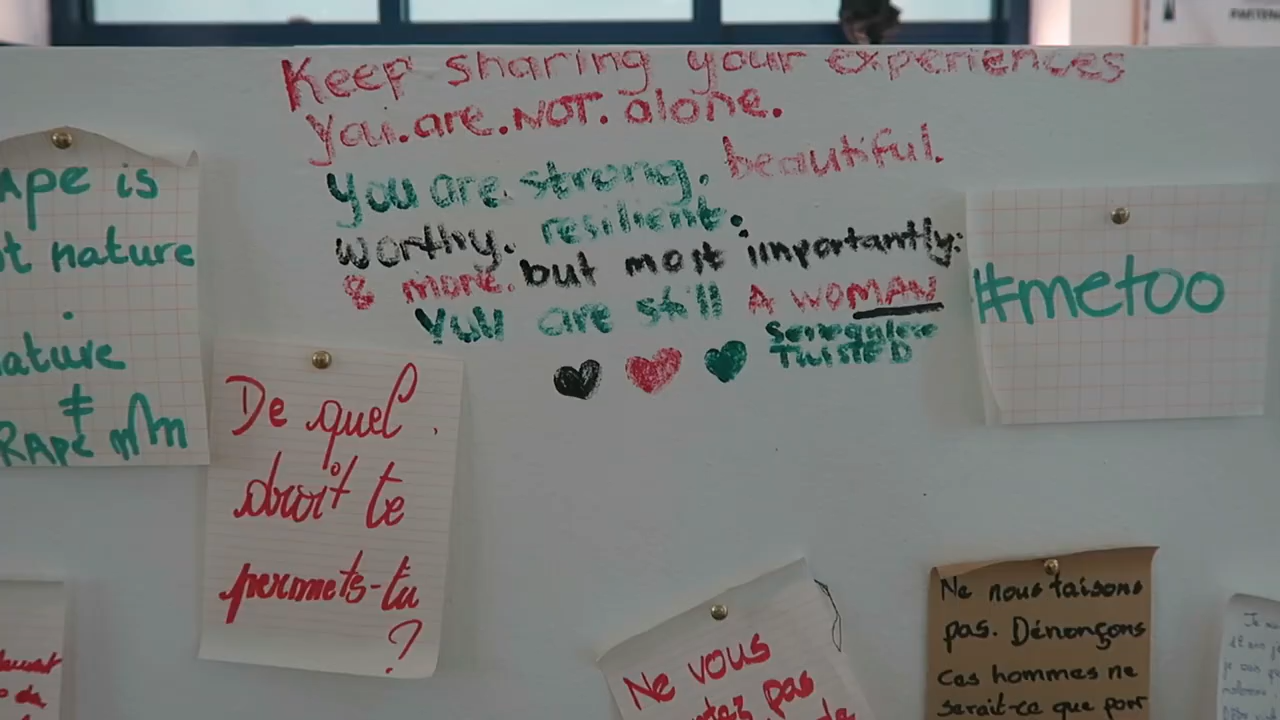 Keep sharing your experiences
you.are.NOT.alone.
you are strong. beautiful.
worthy. resilient.
& more. but most importantly:
you are still A WOMAN
TWISTED
is
nature
.
≠
RAPE
De quel
droit te
permets-tu
?
#metoo
Ne vous
pas
Ne nous taisons
pas. Dénonçons
ces hommes ne
serait-ce que pour